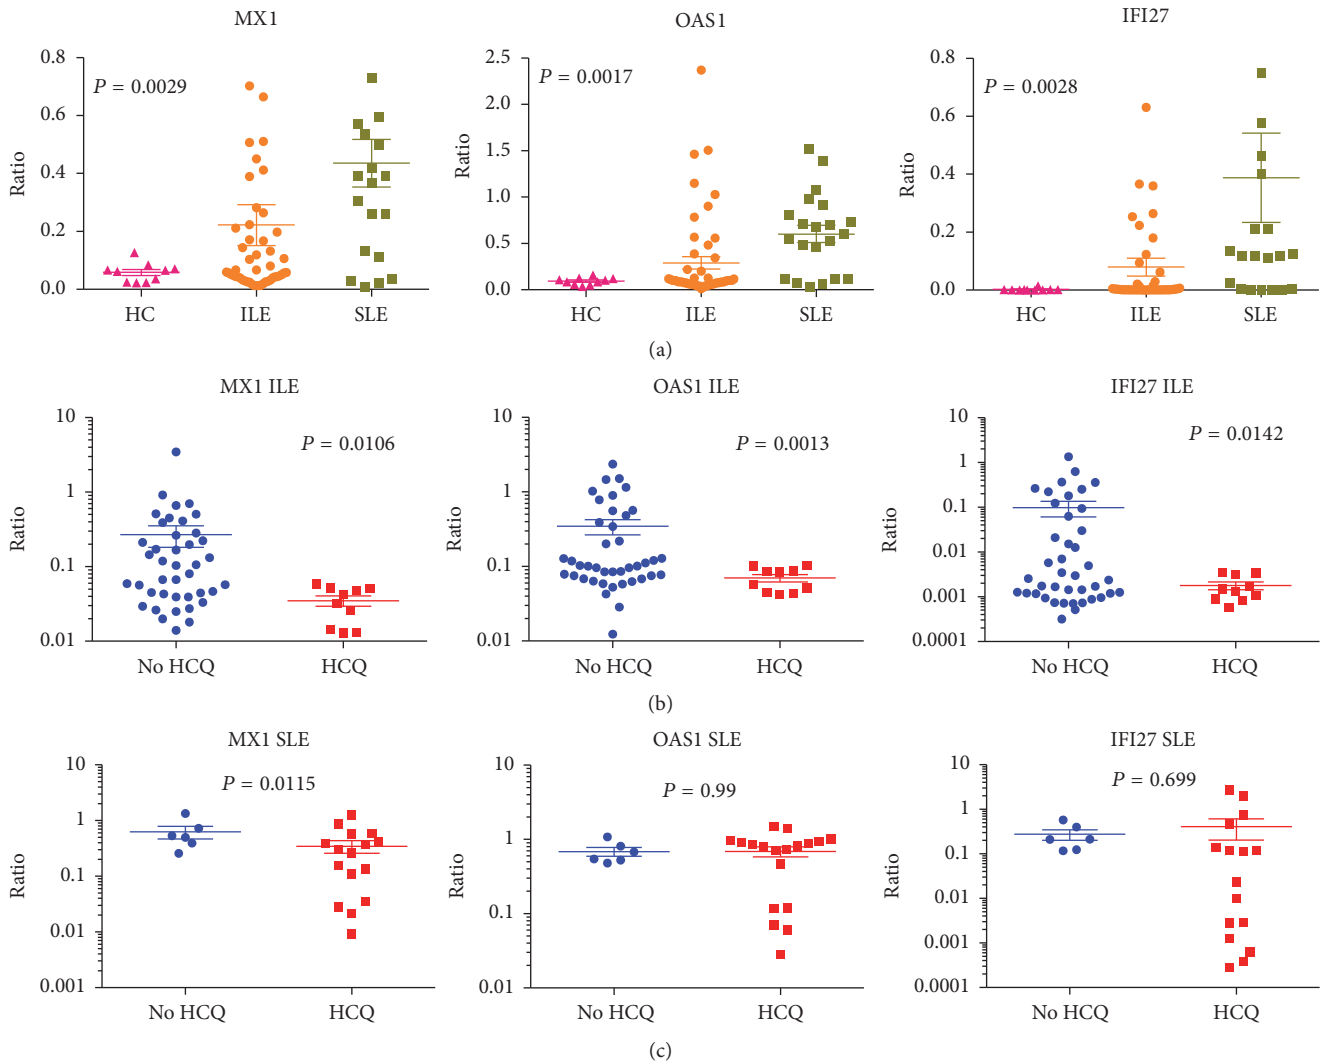 MX1
OAS1
IFI27
0.8
0.6
0.4
0.2
0.0
Ratio
P = 0.0029
HC
ILE
SLE
2.5
2.0
1.5
1.0
0.5
0.0
Ratio
P = 0.0017
HC
ILE
SLE
0.8
0.6
0.4
0.2
0.0
Ratio
P = 0.0028
HC
ILE
SLE
(a)
MX1 ILE
OAS1 ILE
IFI27 ILE
10
1
0.1
0.01
Ratio
P = 0.0106
No HCQ
HCQ
10
1
0.1
0.01
Ratio
P = 0.0013
No HCQ
HCQ
10
1
0.1
0.01
0.001
0.0001
Ratio
P = 0.0142
No HCQ
HCQ
(b)
MX1 SLE
OAS1 SLE
IFI27 SLE
10
1
0.1
0.01
0.001
Ratio
P = 0.0115
No HCQ
HCQ
10
1
0.1
0.01
Ratio
P = 0.99
No HCQ
HCQ
10
1
0.1
0.01
0.001
0.0001
Ratio
P = 0.699
No HCQ
HCQ
(c)